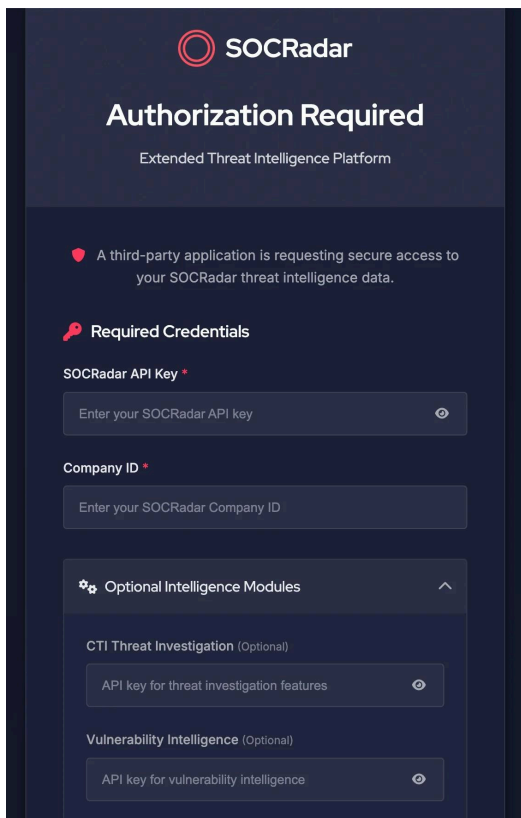 SOCRadar
Authorization Required
Extended Threat Intelligence Platform
A third-party application is requesting secure access to
your SOCRadar threat intelligence data.
Required Credentials
SOCRadar API Key *
Enter your SOCRadar API key
Company ID *
Enter your SOCRadar Company ID
Optional Intelligence Modules
CTI Threat Investigation (Optional)
API key for threat investigation features
Vulnerability Intelligence (Optional)
API key for vulnerability intelligence